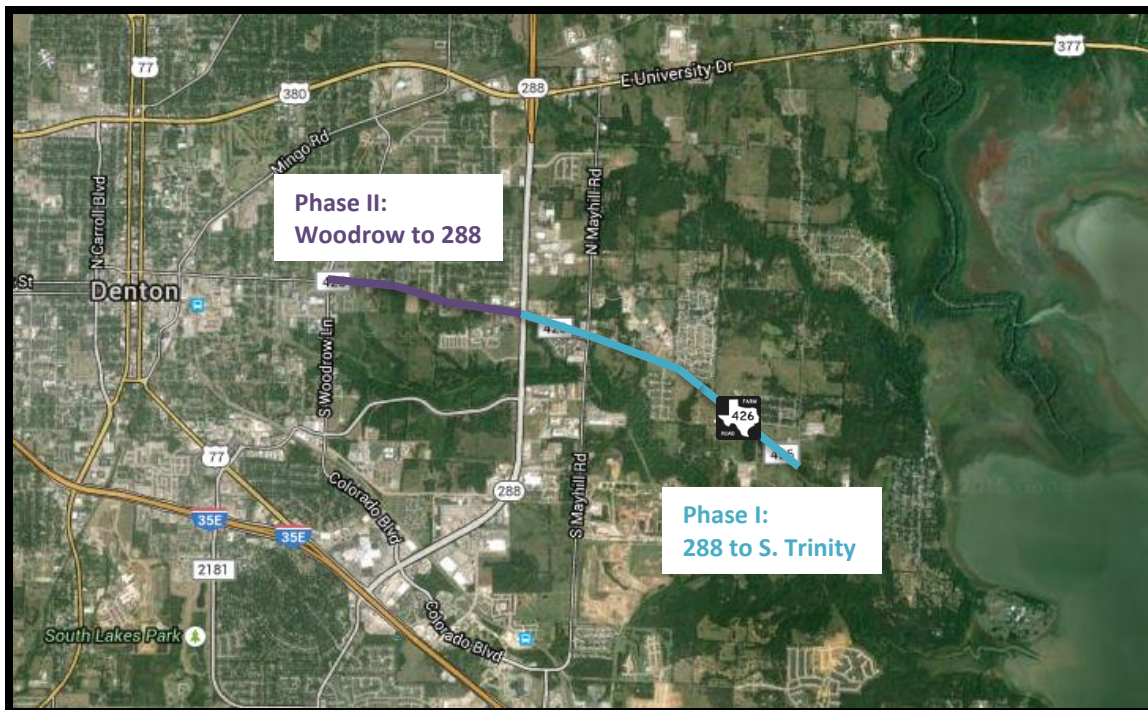 77
377
380
288
E University Dr
Mingo Rd
N Carroll Blvd
N Mayhill Rd
Phase II:
Woodrow to 288
St
Denton
S Woodrow Ln
FARM
426
ROAD
77
Colorado Blvd
288
S Mayhill Rd
Phase I:
288 to S. Trinity
35E
35E
2181
Colorado Blvd
South Lakes Park